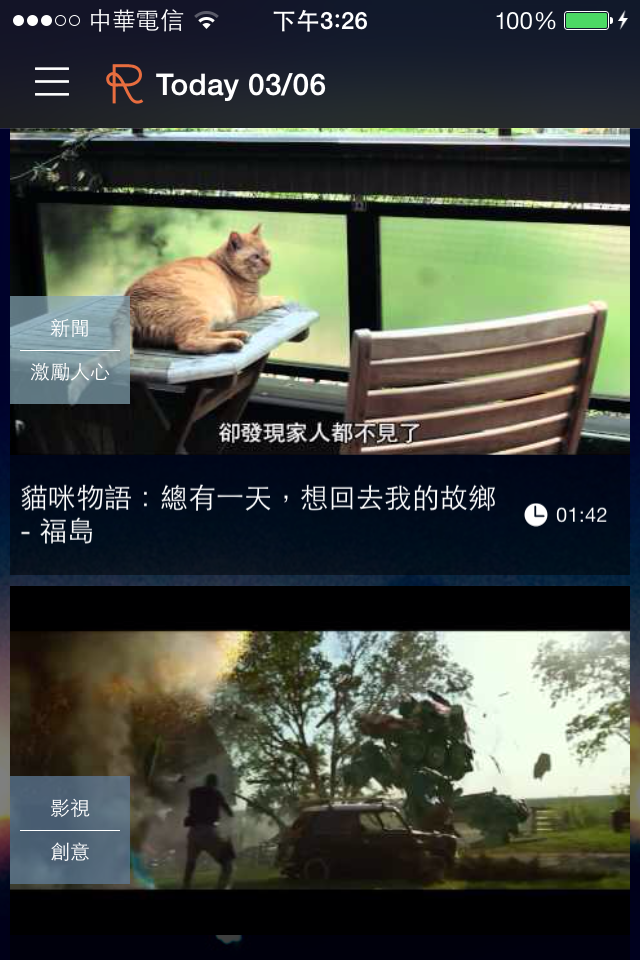 中華電信
下午3:26
100%
R Today 03/06
新聞
激勵人心
卻發現家人都不見了
貓咪物語：總有一天，想回去我的故鄉
- 福島
01:42
影視
創意